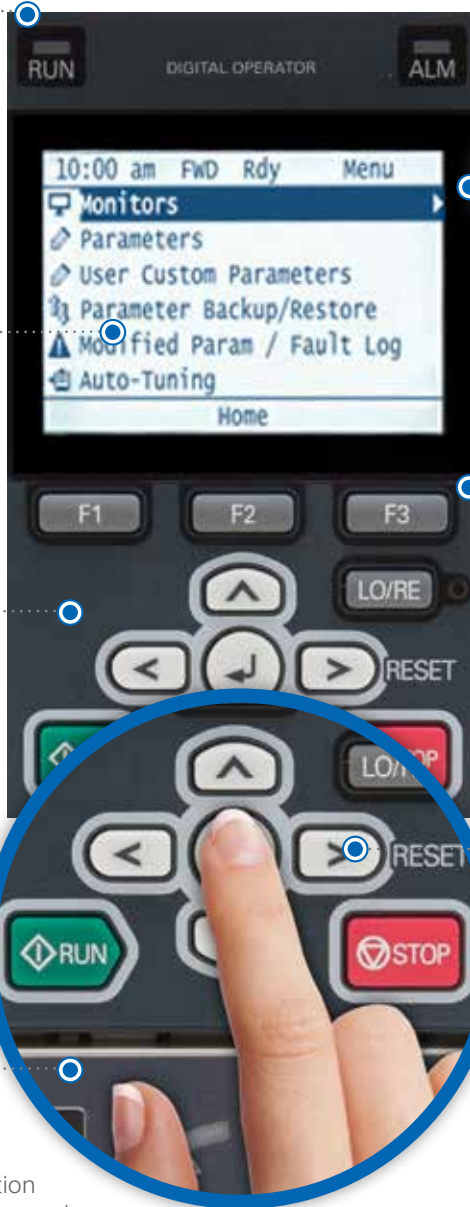 RUN DIGITAL OPERATOR ALM
10:00 am FWD Rdy Menu
Monitors
Parameters
User Custom Parameters
Parameter Backup/Restore
Modified Param / Fault Log
Auto-Tuning
Home
F1 F2 F3
LO/RE
RESET
RESET
RUN STOP